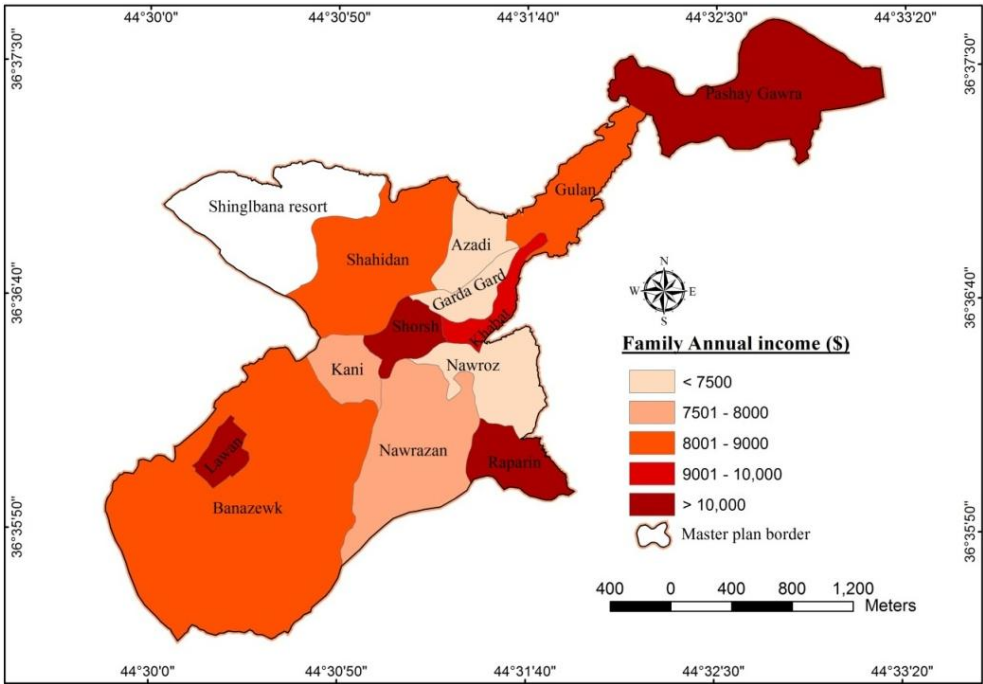 44°30'0"
44°30'50"
44°31'40"
44°32'30"
44°33'20"
36°37'30"
36°37'30"
Pashay Gawra
Gulan
Shinglbana resort
Azadi
Shahidan
N
W
E
S
36°36'40"
36°36'40"
Garda Gard
Shorsh
Khabat
Kani
Nawroz
Family Annual income ($)
< 7500
7501 - 8000
8001 - 9000
9001 - 10,000
> 10,000
Master plan border
Nawrazan
Raparin
Lawan
Banazewk
36°35'50"
36°35'50"
400
0
400
800
1,200
Meters
44°30'0"
44°30'50"
44°31'40"
44°32'30"
44°33'20"